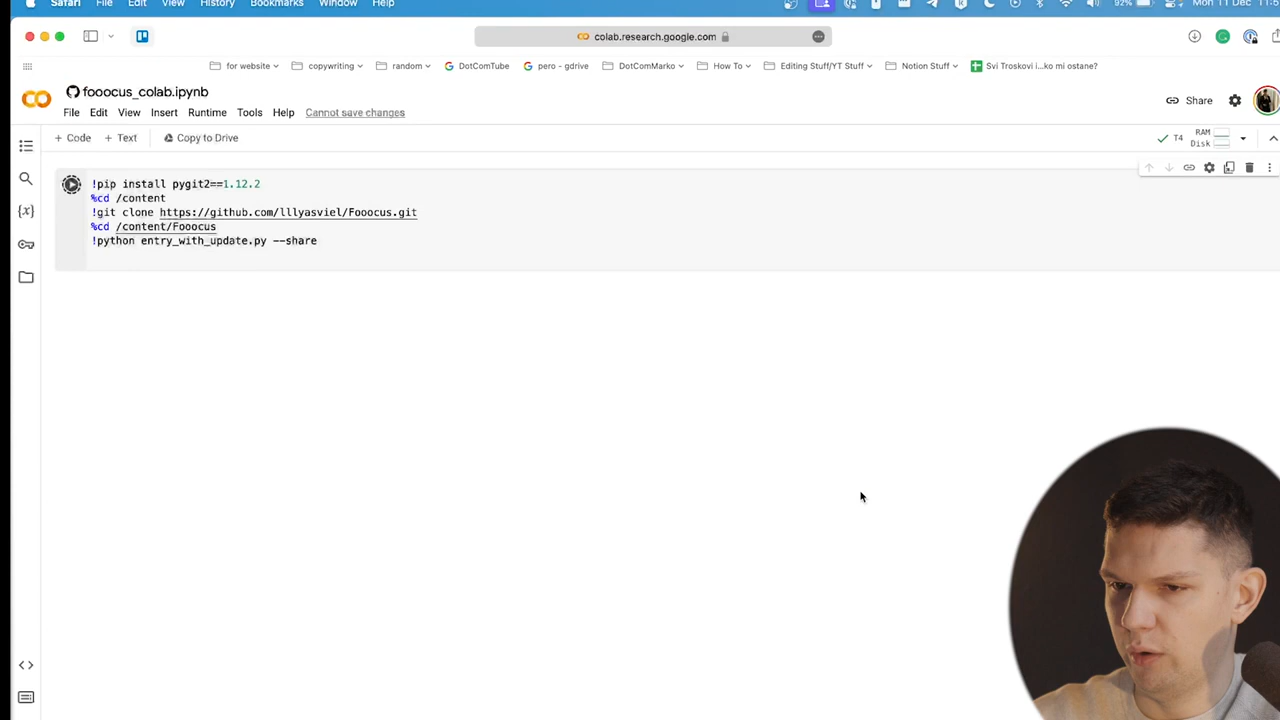 Safari File Edit View History Bookmarks Window Help 92% Mon 11 Dec
colab.research.google.com
for website copywriting random DotComTube pero - gdrive DotComMarko How To Editing Stuff/YT Stuff Notion Stuff Svi Troskovi i...ko mi ostane?
fooocus_colab.ipynb
Share
File Edit View Insert Runtime Tools Help Cannot save changes
+ Code + Text Copy to Drive
T4 RAM
Disk
!pip install pygit2==1.12.2
%cd /content
!git clone https://github.com/lllyasviel/Fooocus.git
%cd /content/Fooocus
!python entry_with_update.py --share